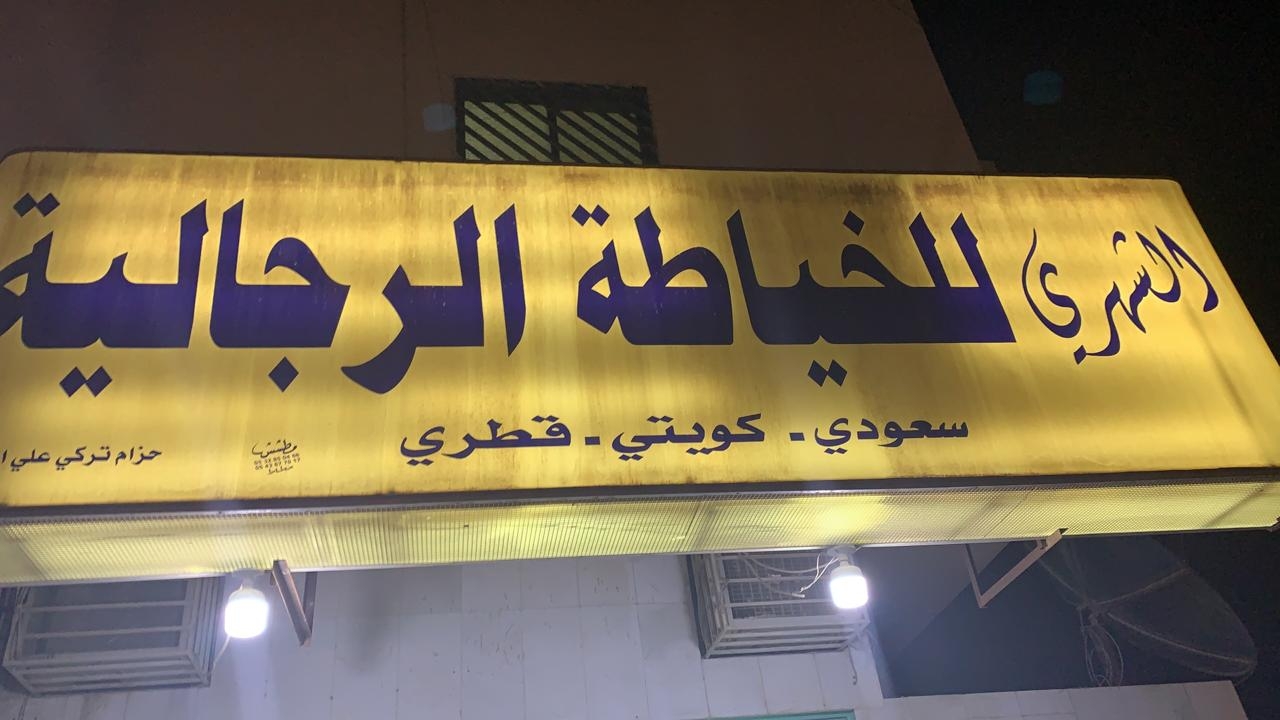 الشهري للخياطة الرجالية
سعودي - كويتي - قطري
حزام تركي علي